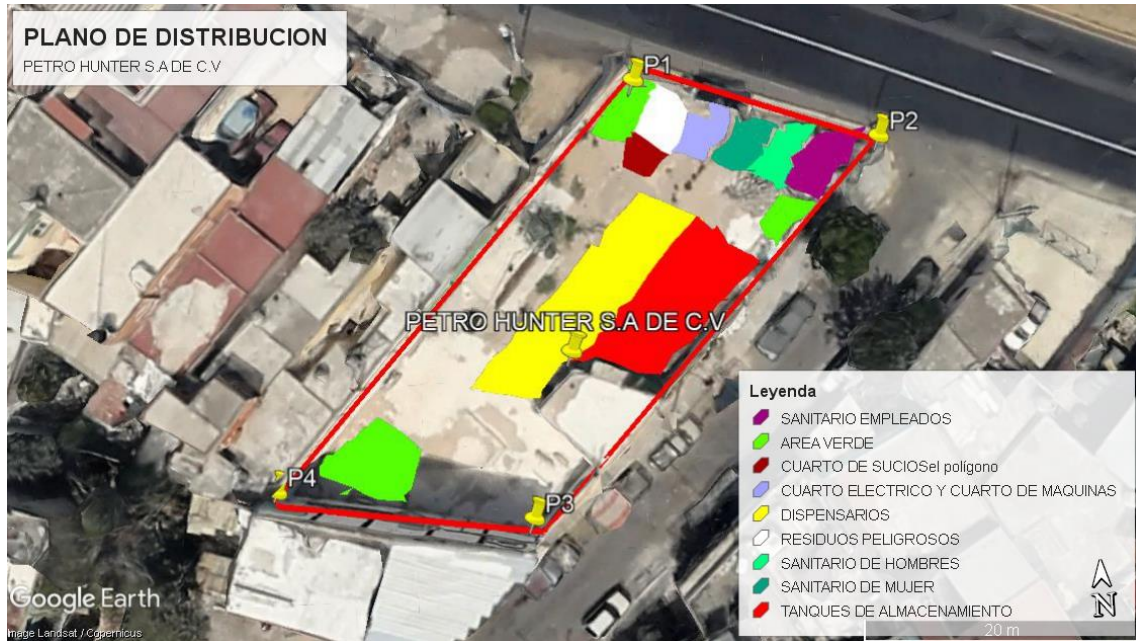 PLANO DE DISTRIBUCION
PETRO HUNTER S.A DE C.V
P1
P2
PETRO HUNTER S.A DE C.V
P4
P3
Leyenda
SANITARIO EMPLEADOS
AREA VERDE
CUARTO DE SUCIOSel polígono
CUARTO ELECTRICO Y CUARTO DE MAQUINAS
DISPENSARIOS
RESIDUOS PELIGROSOS
SANITARIO DE HOMBRES
SANITARIO DE MUJER
TANQUES DE ALMACENAMIENTO
N
20 m
Google Earth
Image Landsat / Copernicus